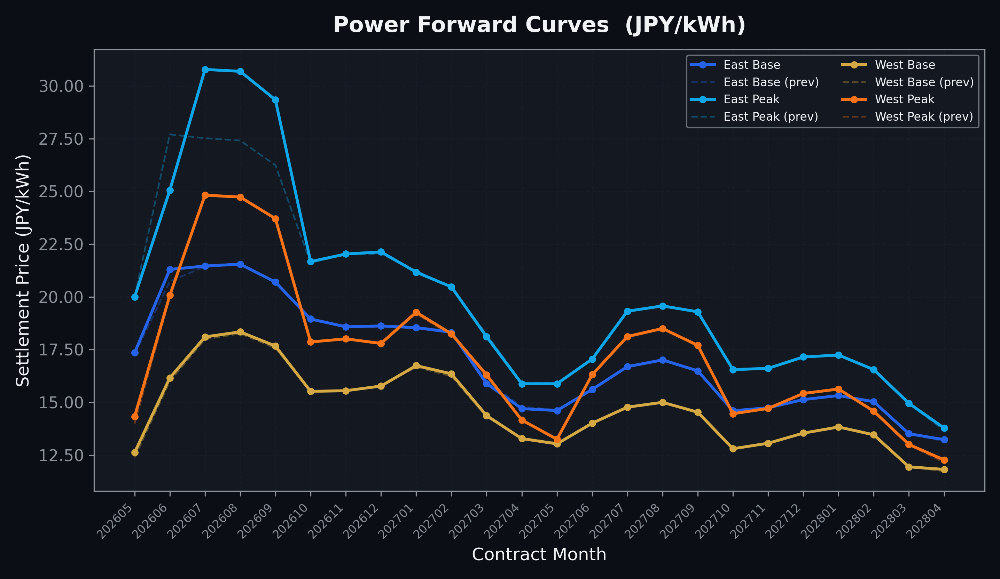 Power Forward Curves  (JPY/kWh)
East Base
East Base (prev)
East Peak
East Peak (prev)
West Base
West Base (prev)
West Peak
West Peak (prev)
Settlement Price (JPY/kWh)
30.00
27.50
25.00
22.50
20.00
17.50
15.00
12.50
202605
202606
202607
202608
202609
202610
202611
202612
202701
202702
202703
202704
202705
202706
202707
202708
202709
202710
202711
202712
202801
202802
202803
202804
Contract Month